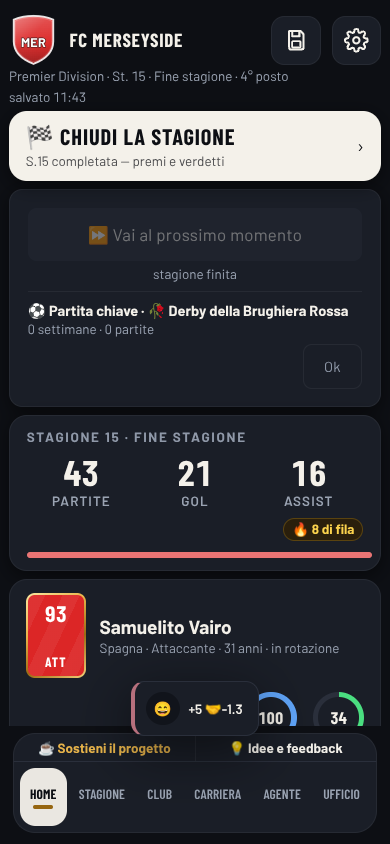 MER
FC MERSEYSIDE
Premier Division · St. 15 · Fine stagione · 4° posto
salvato 11:43
🏁 CHIUDI LA STAGIONE
S.15 completata — premi e verdetti
›
⏩ Vai al prossimo momento
stagione finita
⚽ Partita chiave · 🥀 Derby della Brughiera Rossa
0 settimane · 0 partite
Ok
STAGIONE 15 · FINE STAGIONE
43 21 16
PARTITE GOL ASSIST
🔥 8 di fila
93
ATT
Samuelito Vairo
Spagna · Attaccante · 31 anni · in rotazione
😄 +5 🤝-1.3
100 34
☕ Sostieni il progetto 💡 Idee e feedback
HOME STAGIONE CLUB CARRIERA AGENTE UFFICIO